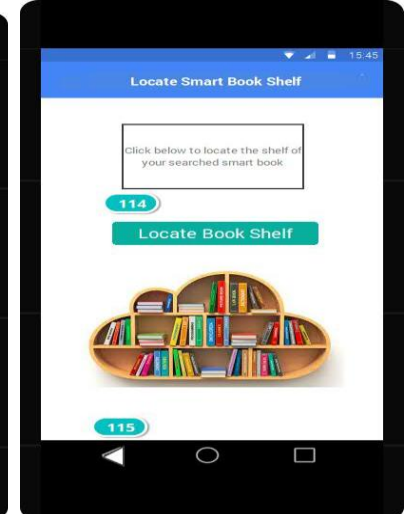 15:45
Locate Smart Book Shelf
Click below to locate the shelf of
your searched smart book
114
Locate Book Shelf
115